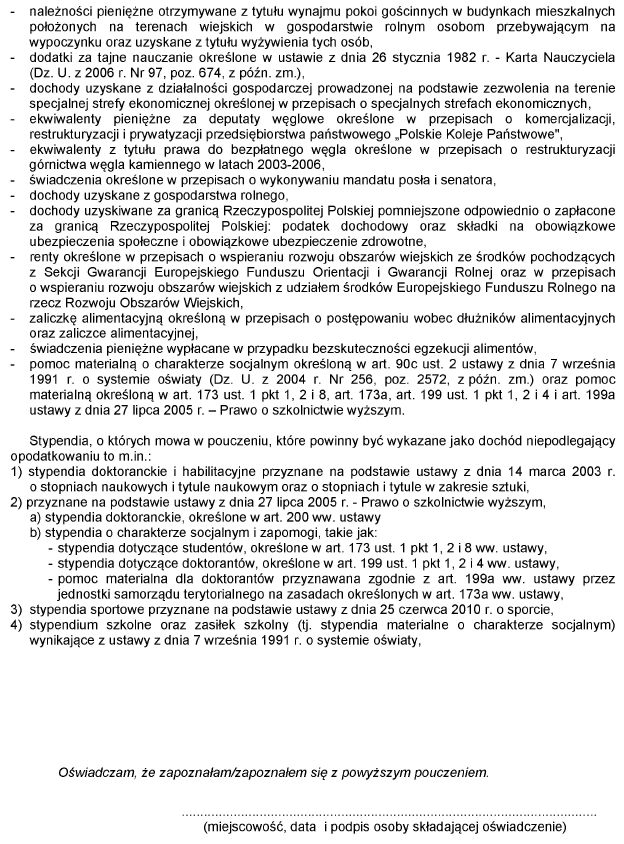 - należności pieniężne otrzymywane z tytułu wynajmu pokoi gościnnych w budynkach mieszkalnych
położonych na terenach wiejskich w gospodarstwie rolnym osobom przebywającym na
wypoczynku oraz uzyskane z tytułu wyżywienia tych osób,
- dodatki za tajne nauczanie określone w ustawie z dnia 26 stycznia 1982 r. - Karta Nauczyciela
(Dz. U. z 2006 r. Nr 97, poz. 674, z późn. zm.),
- dochody uzyskane z działalności gospodarczej prowadzonej na podstawie zezwolenia na terenie
specjalnej strefy ekonomicznej określonej w przepisach o specjalnych strefach ekonomicznych,
- ekwiwalenty pieniężne za deputaty węglowe określone w przepisach o komercjalizacji,
restrukturyzacji i prywatyzacji przedsiębiorstwa państwowego „Polskie Koleje Państwowe",
- ekwiwalenty z tytułu prawa do bezpłatnego węgla określone w przepisach o restrukturyzacji
górnictwa węgla kamiennego w latach 2003-2006,
- świadczenia określone w przepisach o wykonywaniu mandatu posła i senatora,
- dochody uzyskane z gospodarstwa rolnego,
- dochody uzyskiwane za granicą Rzeczypospolitej Polskiej pomniejszone odpowiednio o zapłacone
za granicą Rzeczypospolitej Polskiej: podatek dochodowy oraz składki na obowiązkowe
ubezpieczenia społeczne i obowiązkowe ubezpieczenie zdrowotne,
- renty określone w przepisach o wspieraniu rozwoju obszarów wiejskich ze środków pochodzących
z Sekcji Gwarancji Europejskiego Funduszu Orientacji i Gwarancji Rolnej oraz w przepisach
o wspieraniu rozwoju obszarów wiejskich z udziałem środków Europejskiego Funduszu Rolnego na
rzecz Rozwoju Obszarów Wiejskich,
- zaliczkę alimentacyjną określoną w przepisach o postępowaniu wobec dłużników alimentacyjnych
oraz zaliczce alimentacyjnej,
- świadczenia pieniężne wypłacane w przypadku bezskuteczności egzekucji alimentów,
- pomoc materialną o charakterze socjalnym określoną w art. 90c ust. 2 ustawy z dnia 7 września
1991 r. o systemie oświaty (Dz. U. z 2004 r. Nr 256, poz. 2572, z późn. zm.) oraz pomoc
materialną określoną w art. 173 ust. 1 pkt 1, 2 i 8, art. 173a, art. 199 ust. 1 pkt 1, 2 i 4 i art. 199a
ustawy z dnia 27 lipca 2005 r. – Prawo o szkolnictwie wyższym.
Stypendia, o których mowa w pouczeniu, które powinny być wykazane jako dochód niepodlegający
opodatkowaniu to m.in.:
1) stypendia doktoranckie i habilitacyjne przyznane na podstawie ustawy z dnia 14 marca 2003 r.
o stopniach naukowych i tytule naukowym oraz o stopniach i tytule w zakresie sztuki,
2) przyznane na podstawie ustawy z dnia 27 lipca 2005 r. - Prawo o szkolnictwie wyższym,
a) stypendia doktoranckie, określone w art. 200 ww. ustawy
b) stypendia o charakterze socjalnym i zapomogi, takie jak:
- stypendia dotyczące studentów, określone w art. 173 ust. 1 pkt 1, 2 i 8 ww. ustawy,
- stypendia dotyczące doktorantów, określone w art. 199 ust. 1 pkt 1, 2 i 4 ww. ustawy,
- pomoc materialna dla doktorantów przyznawana zgodnie z art. 199a ww. ustawy przez
jednostki samorządu terytorialnego na zasadach określonych w art. 173a ww. ustawy,
3) stypendia sportowe przyznane na podstawie ustawy z dnia 25 czerwca 2010 r. o sporcie,
4) stypendium szkolne oraz zasiłek szkolny (tj. stypendia materialne o charakterze socjalnym)
wynikające z ustawy z dnia 7 września 1991 r. o systemie oświaty,
Oświadczam, że zapoznałam/zapoznałem się z powyższym pouczeniem.
................................................................................................................
(miejscowość, data i podpis osoby składającej oświadczenie)